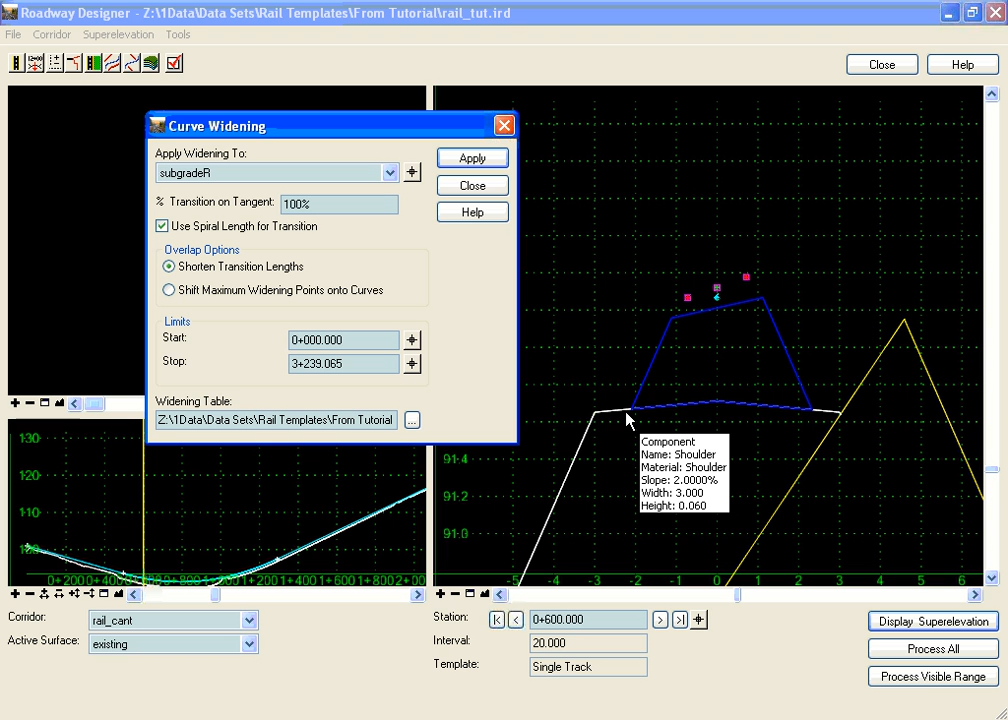 Roadway Designer - Z:\1Data\Data Sets\Rail Templates\From Tutorial\rail_tut.ird
File Corridor Superelevation Tools
Close Help
Curve Widening
Apply Widening To:
subgradeR
Apply
Close
Help
% Transition on Tangent: 100%
Use Spiral Length for Transition
Overlap Options
Shorten Transition Lengths
Shift Maximum Widening Points onto Curves
Limits
Start: 0+000.000
Stop: 3+239.065
Widening Table:
Z:\1Data\Data Sets\Rail Templates\From Tutorial ...
Component
Name: Shoulder
Material: Shoulder
Slope: 2.0000%
Width: 3.000
Height: 0.060
91.4
91.2
91.0
-5 -4 -3 -2 -1 0 1 2 3 4 5 6
130
120
110
0+200 0+400 1+200 1+400 1+600 1+800
Corridor: rail_cant
Active Surface: existing
Station: 0+600.000
Interval: 20.000
Template: Single Track
Display Superelevation
Process All
Process Visible Range